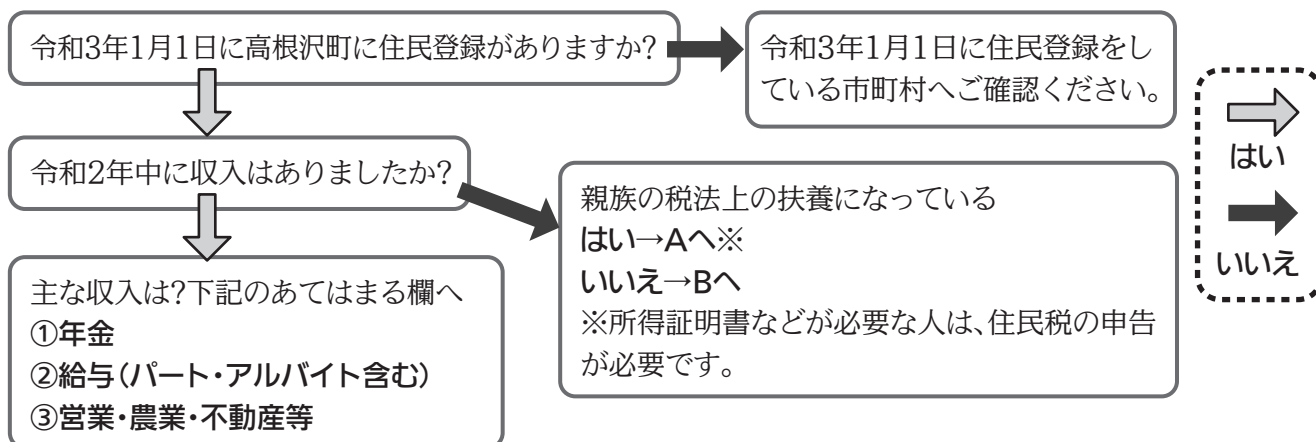 令和3年1月1日に高根沢町に住民登録がありますか?
令和3年1月1日に住民登録をし
ている市町村へご確認ください。
はい
いいえ
令和2年中に収入はありましたか?
親族の税法上の扶養になっている
はい→Aへ※
いいえ→Bへ
※所得証明書などが必要な人は、住民税の申告
が必要です。
主な収入は?下記のあてはまる欄へ
①年金
②給与(パート・アルバイト含む)
③営業・農業・不動産等